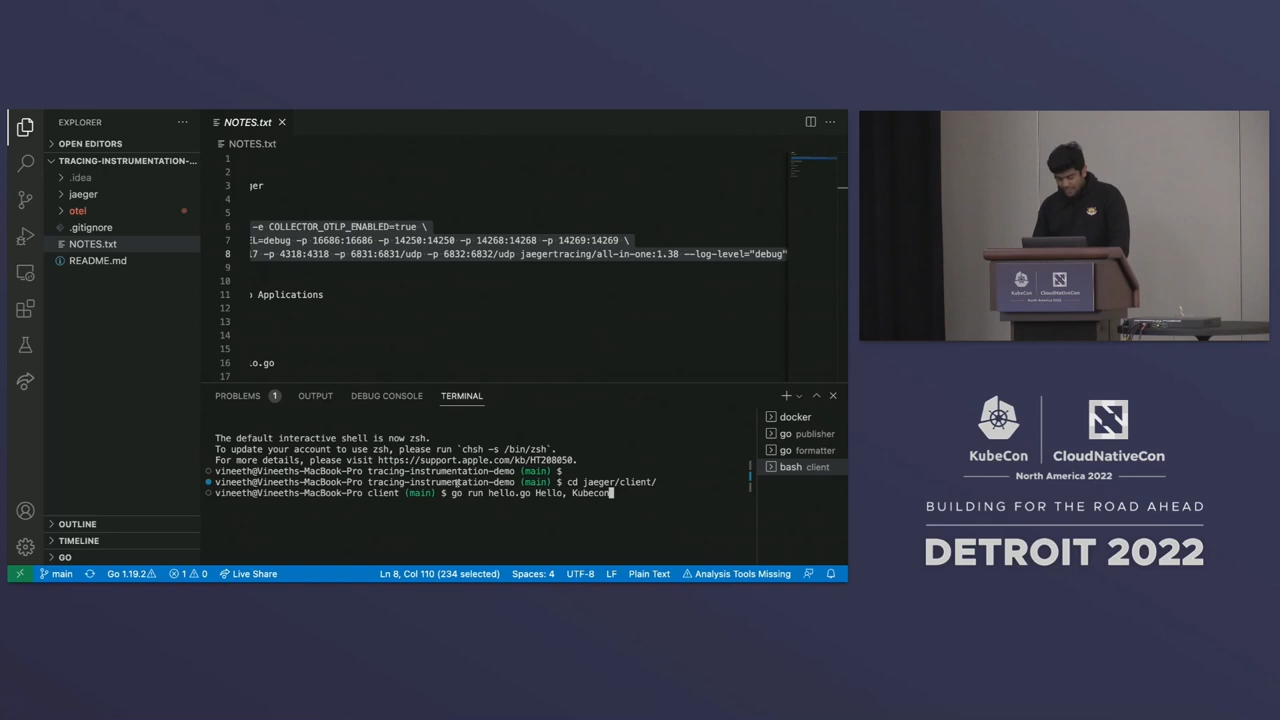 EXPLORER
OPEN EDITORS
TRACING-INSTRUMENTATION-...
.idea
jaeger
otel
.gitignore
NOTES.txt
README.md
OUTLINE
TIMELINE
GO
NOTES.txt
NOTES.txt
1
2
3 ger
4
5
6 -e COLLECTOR_OTLP_ENABLED=true \
7 EL=debug -p 16686:16686 -p 14250:14250 -p 14268:14268 -p 14269:14269 \
8 17 -p 4318:4318 -p 6831:6831/udp -p 6832:6832/udp jaegertracing/all-in-one:1.38 --log-level="debug"
9
10
11 Applications
12
13
14
15
16 .go
17
PROBLEMS 1 OUTPUT DEBUG CONSOLE TERMINAL
The default interactive shell is now zsh.
To update your account to use zsh, please run `chsh -s /bin/zsh`.
For more details, please visit https://support.apple.com/kb/HT208050.
vineeth@Vineeths-MacBook-Pro tracing-instrumentation-demo (main) $
vineeth@Vineeths-MacBook-Pro tracing-instrumentation-demo (main) $ cd jaeger/client/
vineeth@Vineeths-MacBook-Pro client (main) $ go run hello.go Hello, Kubecon
docker
go publisher
go formatter
bash client
main Go 1.19.2 1 0 Live Share Ln 8, Col 110 (234 selected) Spaces: 4 UTF-8 LF Plain Text Analysis Tools Missing
KubeCon CloudNativeCon
North America 2022
KubeCon CloudNativeCon
North America 2022
BUILDING FOR THE ROAD AHEAD
DETROIT 2022